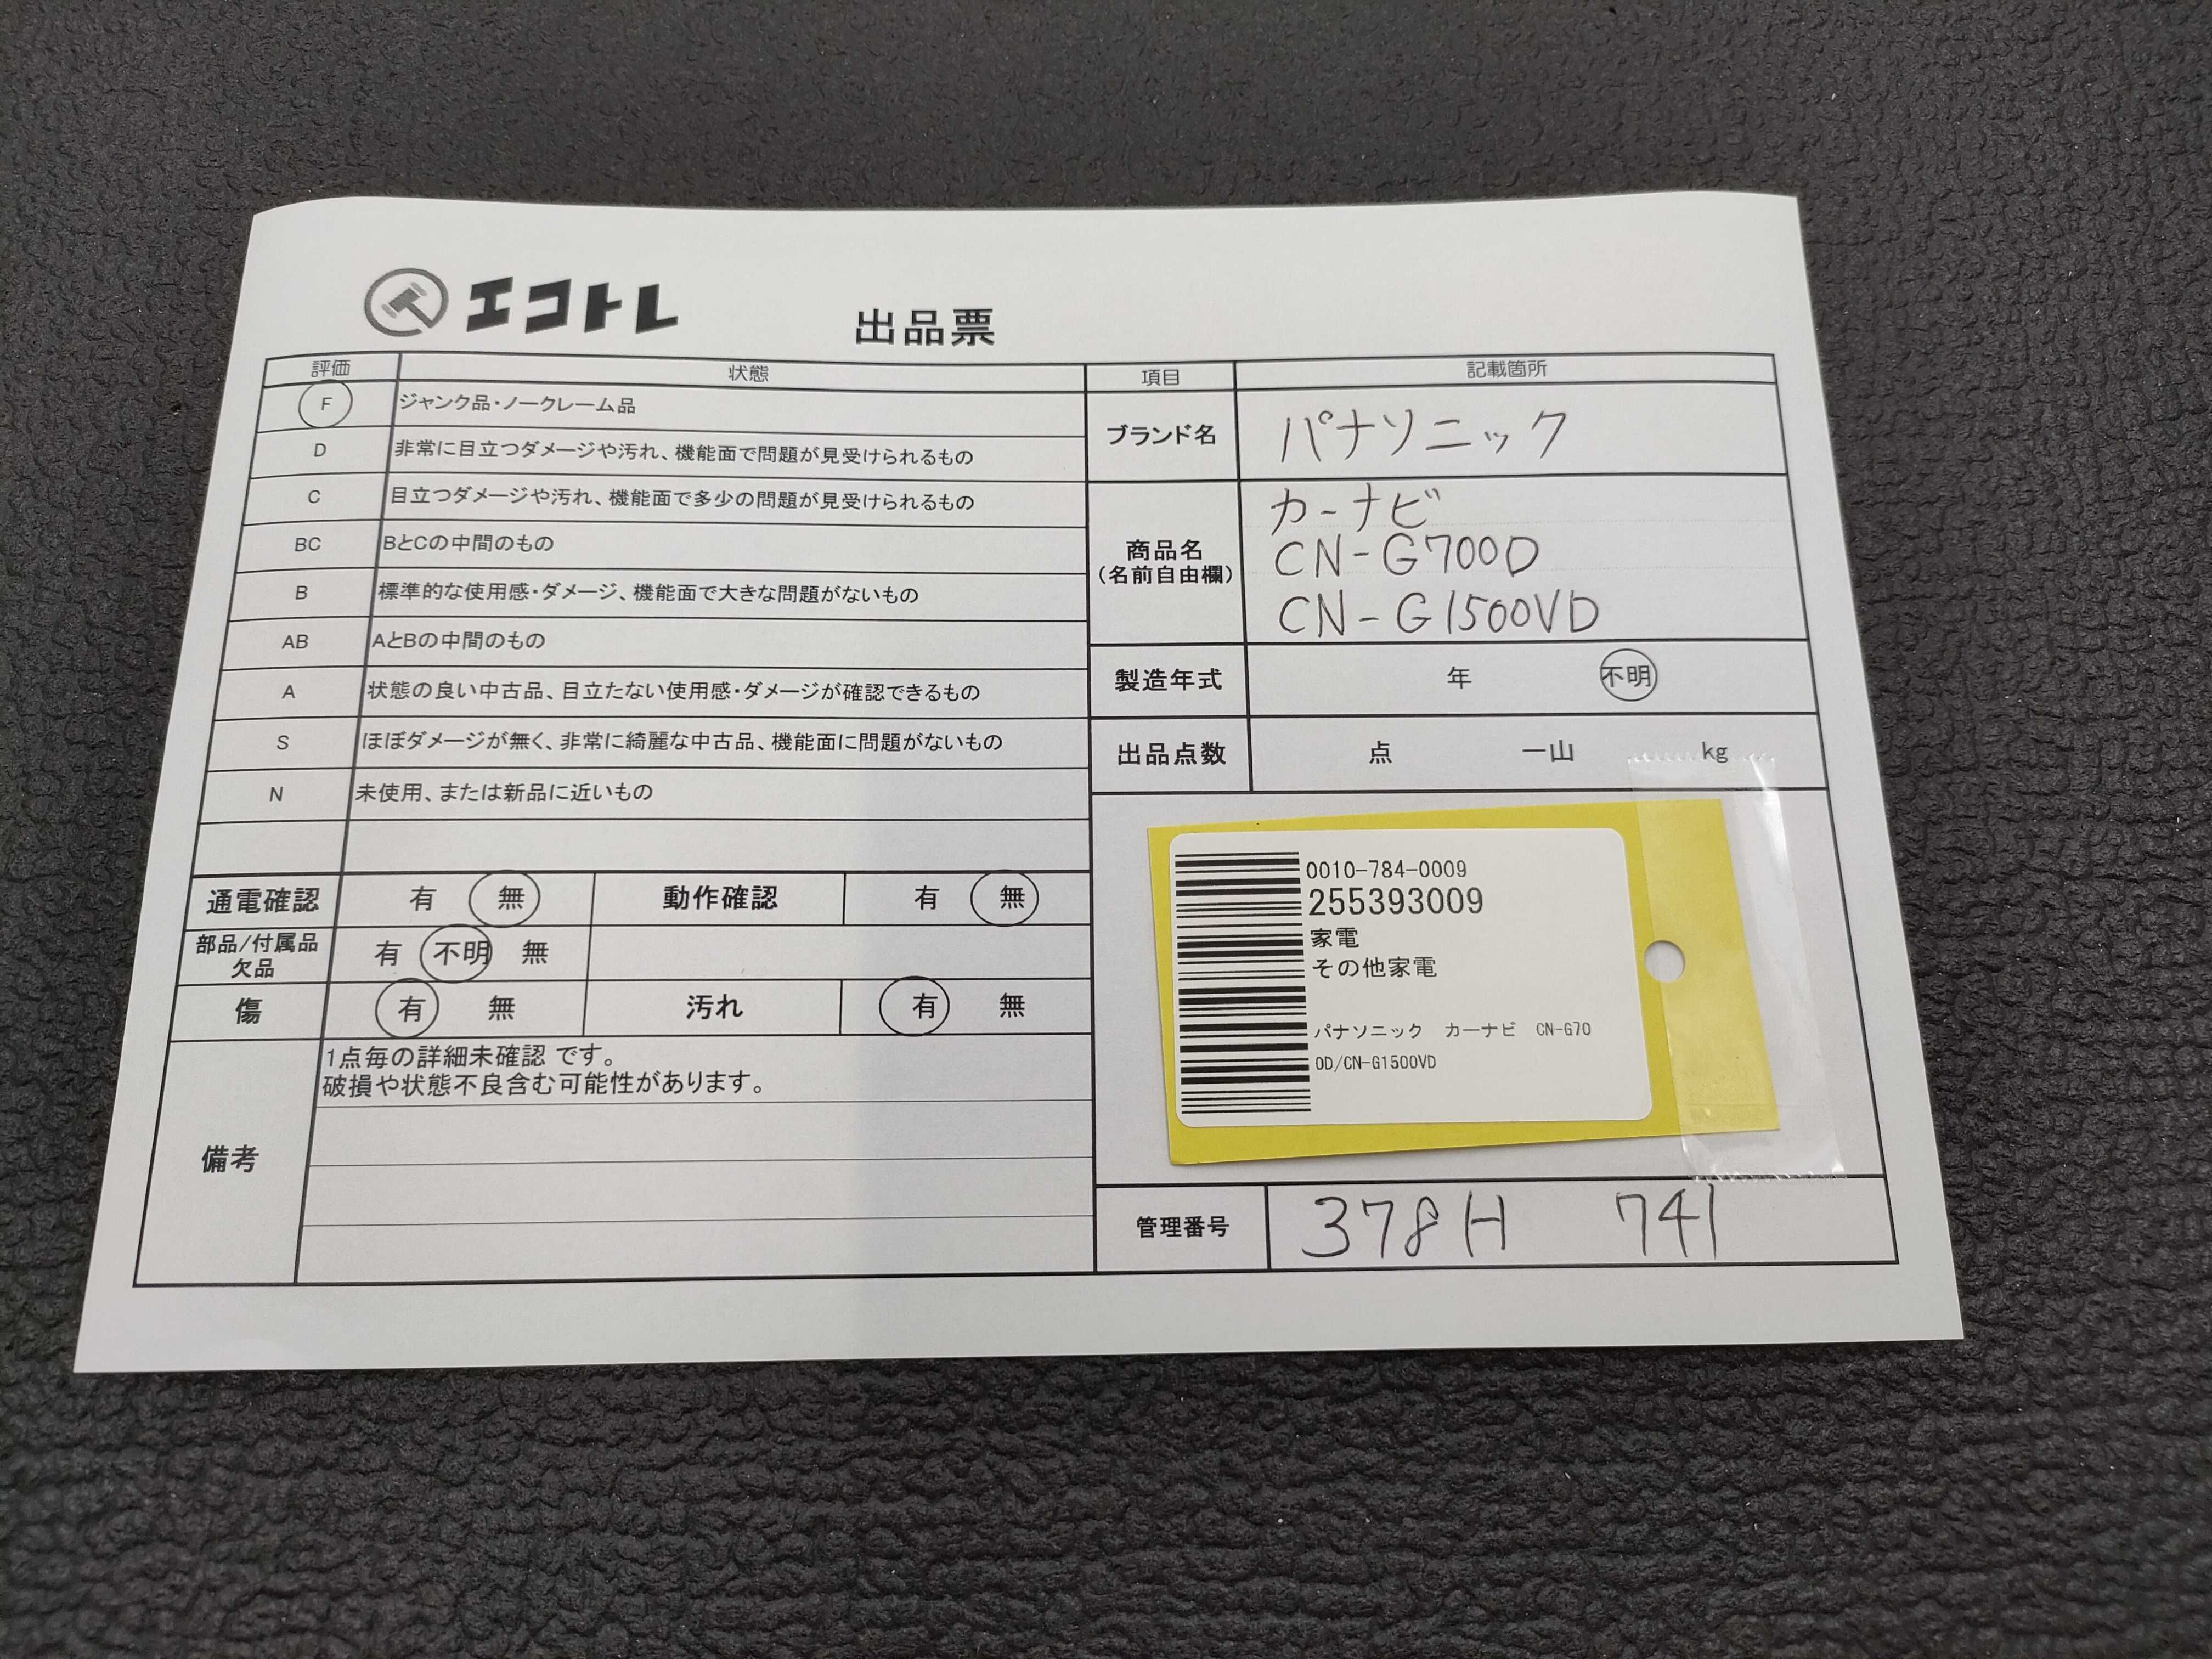 エコトレ
出品票
評価 状態
F ジャンク品・ノークレーム品
D 非常に目立つダメージや汚れ、機能面で問題が見受けられるもの
C 目立つダメージや汚れ、機能面で多少の問題が見受けられるもの
BC BとCの中間のもの
B 標準的な使用感・ダメージ、機能面で大きな問題がないもの
AB AとBの中間のもの
A 状態の良い中古品、目立たない使用感・ダメージが確認できるもの
S ほぼダメージが無く、非常に綺麗な中古品、機能面に問題がないもの
N 未使用、または新品に近いもの
通電確認 有 無 動作確認 有 無
部品/付属品
欠品 有 不明 無
傷 有 無 汚れ 有 無
備考
1点毎の詳細未確認 です。
破損や状態不良含む可能性があります。
項目 記載箇所
ブランド名 パナソニック
商品名
(名前自由欄)
カーナビ
CN-G700D
CN-G1500VD
製造年式 年 不明
出品点数 点 一山 kg
0010-784-0009
255393009
家電
その他家電
パナソニック カーナビ CN-G70
0D/CN-G1500VD
管理番号 378H 741